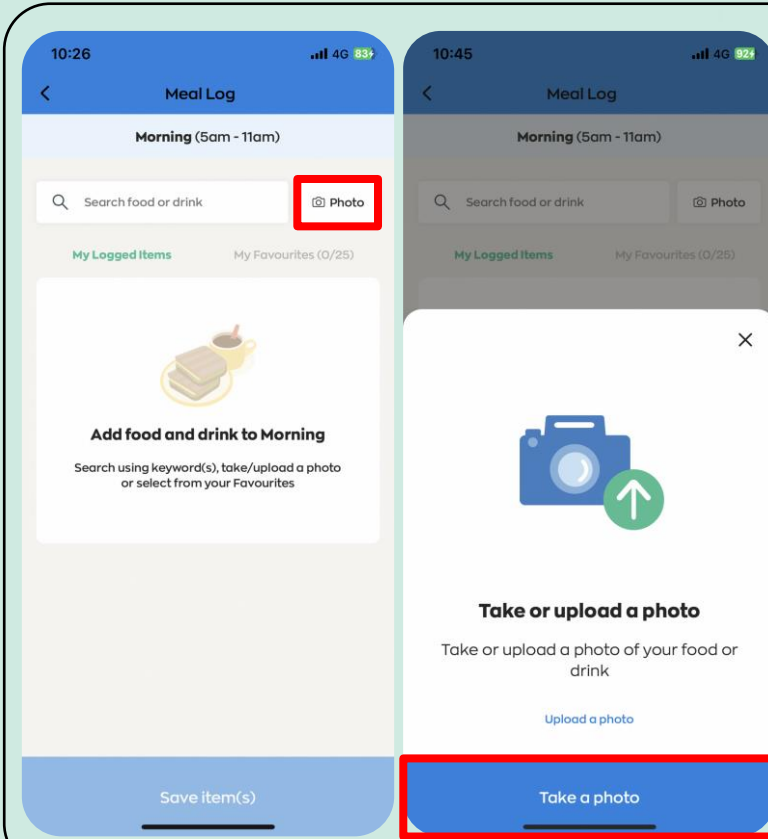 10:26
4G 83
Meal Log
Morning (5am - 11am)
Search food or drink
Photo
My Logged Items
My Favourites (0/25)
Add food and drink to Morning
Search using keyword(s), take/upload a photo
or select from your Favourites
Save item(s)
10:45
4G 92
Meal Log
Morning (5am - 11am)
Search food or drink
Photo
My Logged Items
My Favourites (0/25)
Take or upload a photo
Take or upload a photo of your food or
drink
Upload a photo
Take a photo